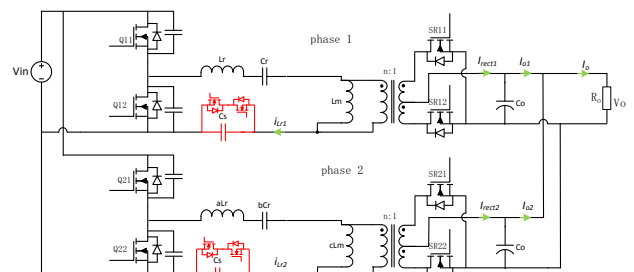 SR11
phase 1
Q11
Lr
Cr
n:1
Irect1
Io1
Io
Vin
Lm
Ro
Vo
Q12
Cs
SR12
Co
iLr1
phase 2
SR21
Q21
aLr
bCr
n:1
Irect2
Io2
Q22
Cs
iLr2
cLm
SR22
Co